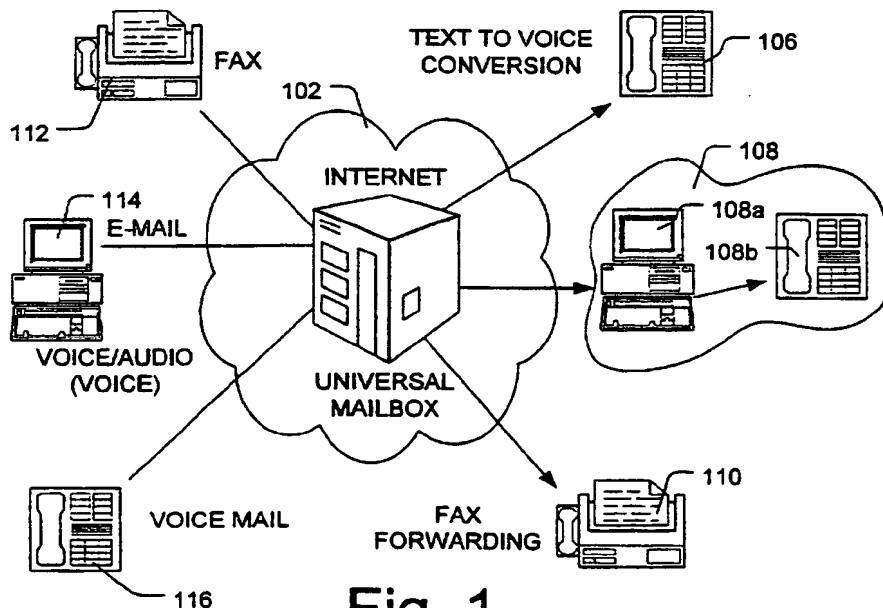 FAX
112
102
TEXT TO VOICE
CONVERSION
106
INTERNET
114
E-MAIL
108
108a
108b
VOICE/AUDIO
(VOICE)
UNIVERSAL
MAILBOX
VOICE MAIL
116
FAX
FORWARDING
110
Fig. 1